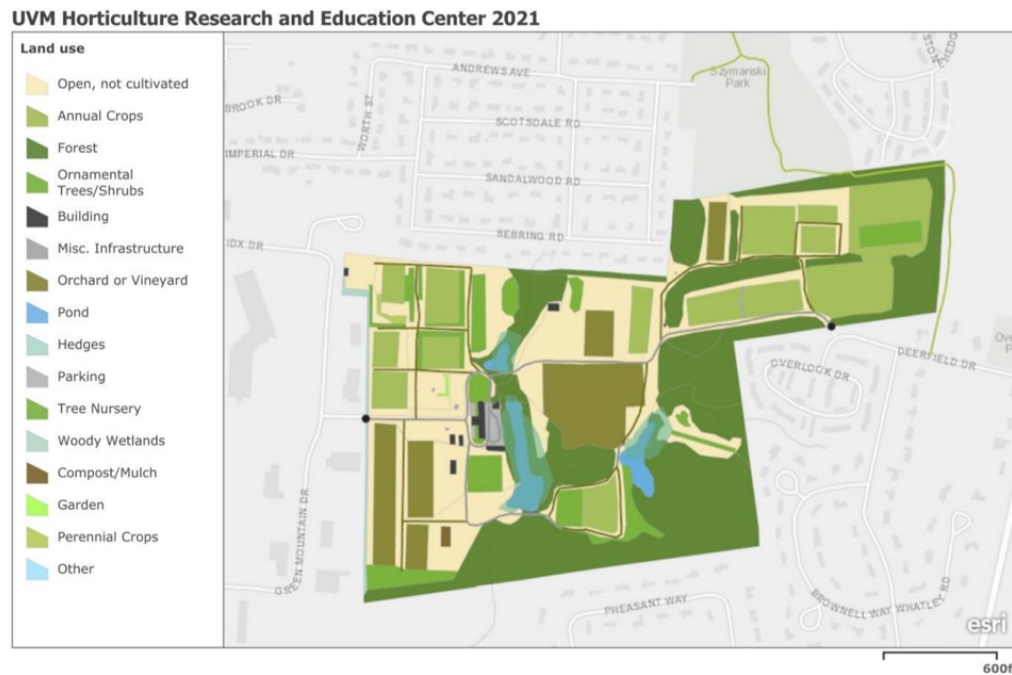 UVM Horticulture Research and Education Center 2021
Land use
Open, not cultivated
Annual Crops
Forest
Ornamental
Trees/Shrubs
Building
Misc. Infrastructure
Orchard or Vineyard
Pond
Hedges
Parking
Tree Nursery
Woody Wetlands
Compost/Mulch
Garden
Perennial Crops
Other
ANDREWS AVE
Szymanski
Park
BROOK DR
WORTH ST
SCOTSDALE RD
IMPERIAL DR
SANDALWOOD RD
SEBRING RD
IDX DR
DEERFIELD DR
OVERLOOK DR
GREEN MOUNTAIN DR
PHEASANT WAY
BROWNELL WAY
WHATLEY RD
esri
600f